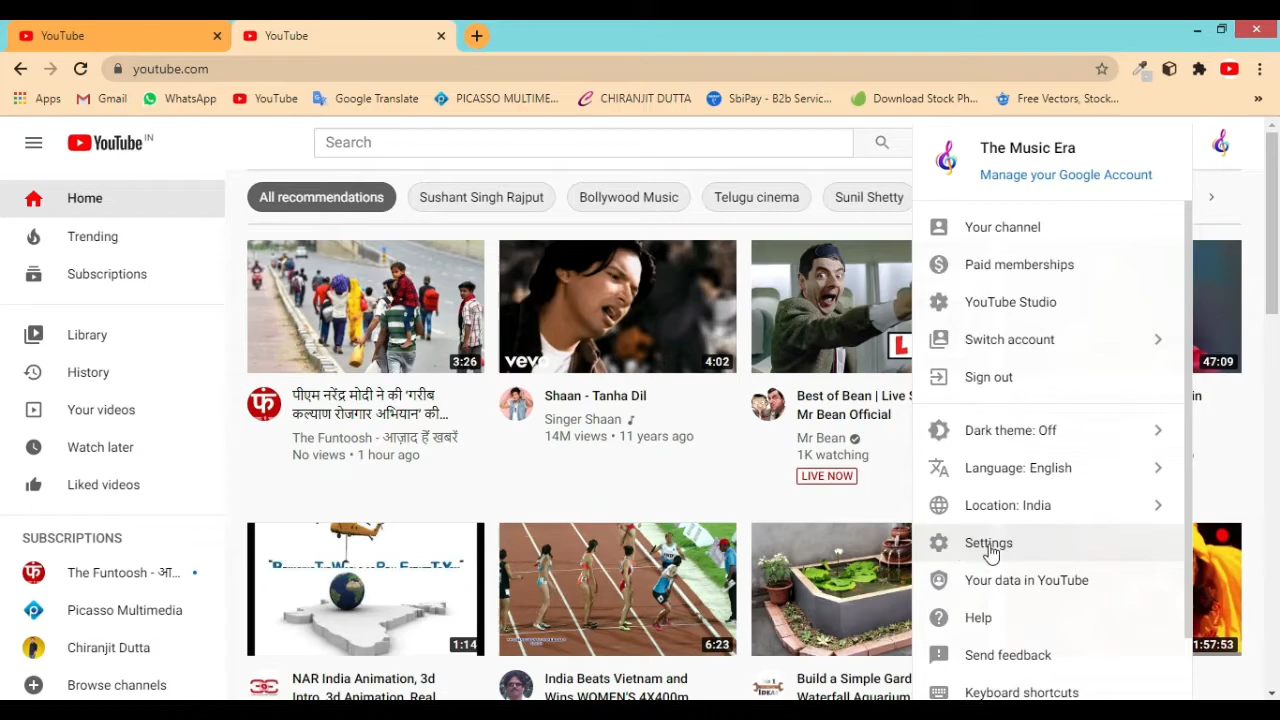 YouTube
YouTube
youtube.com
Apps
Gmail
WhatsApp
YouTube
Google Translate
PICASSO MULTIME...
CHIRANJIT DUTTA
SbiPay - B2b Servic...
Download Stock Ph...
Free Vectors, Stock...
YouTube IN
Search
Home
Trending
Subscriptions
Library
History
Your videos
Watch later
Liked videos
SUBSCRIPTIONS
The Funtoosh - आ...
Picasso Multimedia
Chiranjit Dutta
Browse channels
All recommendations
Sushant Singh Rajput
Bollywood Music
Telugu cinema
Sunil Shetty
3:26
vevo
4:02
L
47:09
फं
पीएम नरेंद्र मोदी ने की 'गरीब
कल्याण रोजगार अभियान' की...
The Funtoosh - आज़ाद हैं खबरें
No views • 1 hour ago
Shaan - Tanha Dil
Singer Shaan
14M views • 11 years ago
Best of Bean | Live S
Mr Bean Official
Mr Bean
1K watching
LIVE NOW
in
1:14
6:23
1:57:53
NAR India Animation, 3d
Intro, 3d Animation, Real
India Beats Vietnam and
Wins WOMEN'S 4X400m
Build a Simple Gard
Waterfall Aquarium
The Music Era
Manage your Google Account
Your channel
Paid memberships
YouTube Studio
Switch account
Sign out
Dark theme: Off
Language: English
Location: India
Settings
Your data in YouTube
Help
Send feedback
Keyboard shortcuts